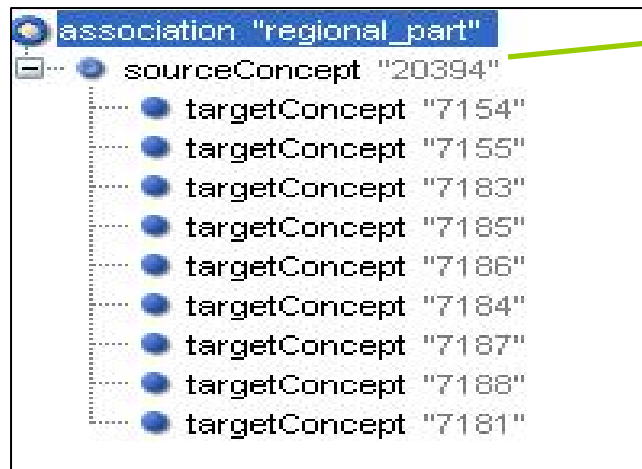 association "regional_part"
sourceConcept "20394"
targetConcept "7154"
targetConcept "7155"
targetConcept "7183"
targetConcept "7185"
targetConcept "7186"
targetConcept "7184"
targetConcept "7187"
targetConcept "7188"
targetConcept "7181"